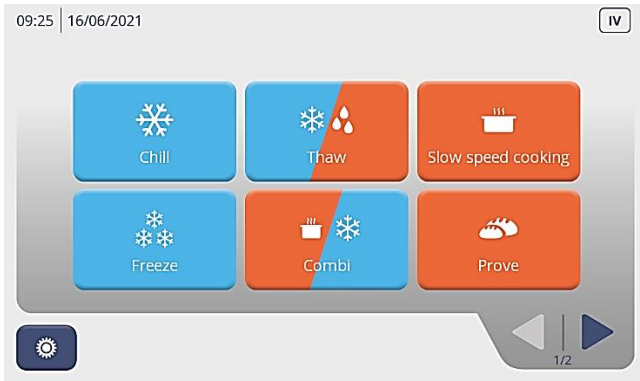 09:25 16/06/2021 IV
Chill Thaw Slow speed cooking
Freeze Combi Prove
1/2